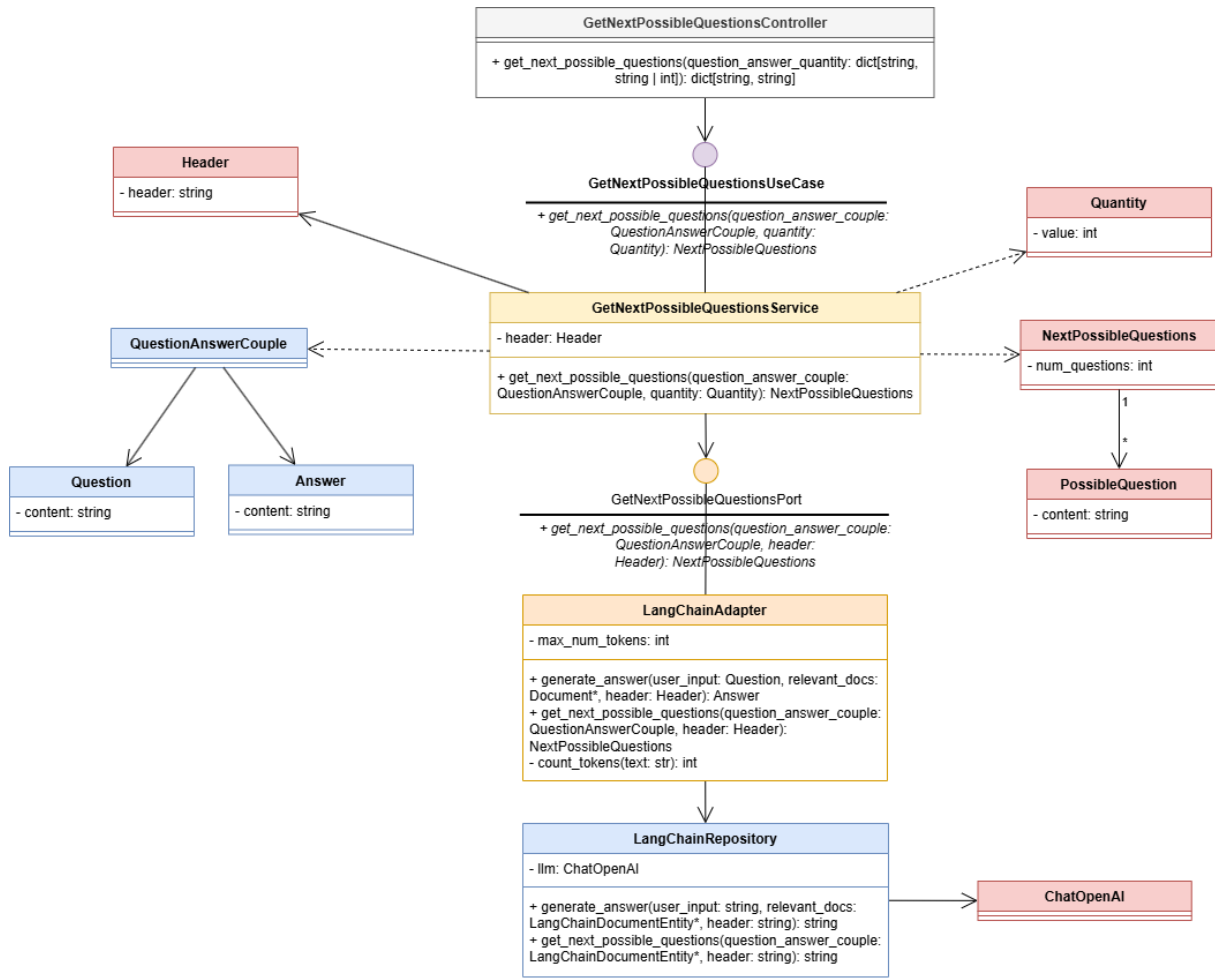 GetNextPossibleQuestionsController
+ get_next_possible_questions(question_answer_quantity: dict[string,
string | int]): dict[string, string]
Header
- header: string
GetNextPossibleQuestionsUseCase
+ get_next_possible_questions(question_answer_couple:
QuestionAnswerCouple, quantity:
Quantity): NextPossibleQuestions
Quantity
- value: int
GetNextPossibleQuestionsService
- header: Header
+ get_next_possible_questions(question_answer_couple:
QuestionAnswerCouple, quantity: Quantity): NextPossibleQuestions
QuestionAnswerCouple
NextPossibleQuestions
- num_questions: int
1
*
Question
- content: string
Answer
- content: string
PossibleQuestion
- content: string
GetNextPossibleQuestionsPort
+ get_next_possible_questions(question_answer_couple:
QuestionAnswerCouple, header:
Header): NextPossibleQuestions
LangChainAdapter
- max_num_tokens: int
+ generate_answer(user_input: Question, relevant_docs:
Document*, header: Header): Answer
+ get_next_possible_questions(question_answer_couple:
QuestionAnswerCouple, header: Header):
NextPossibleQuestions
- count_tokens(text: str): int
LangChainRepository
- llm: ChatOpenAI
+ generate_answer(user_input: string, relevant_docs:
LangChainDocumentEntity*, header: string): string
+ get_next_possible_questions(question_answer_couple:
LangChainDocumentEntity*, header: string): string
ChatOpenAI